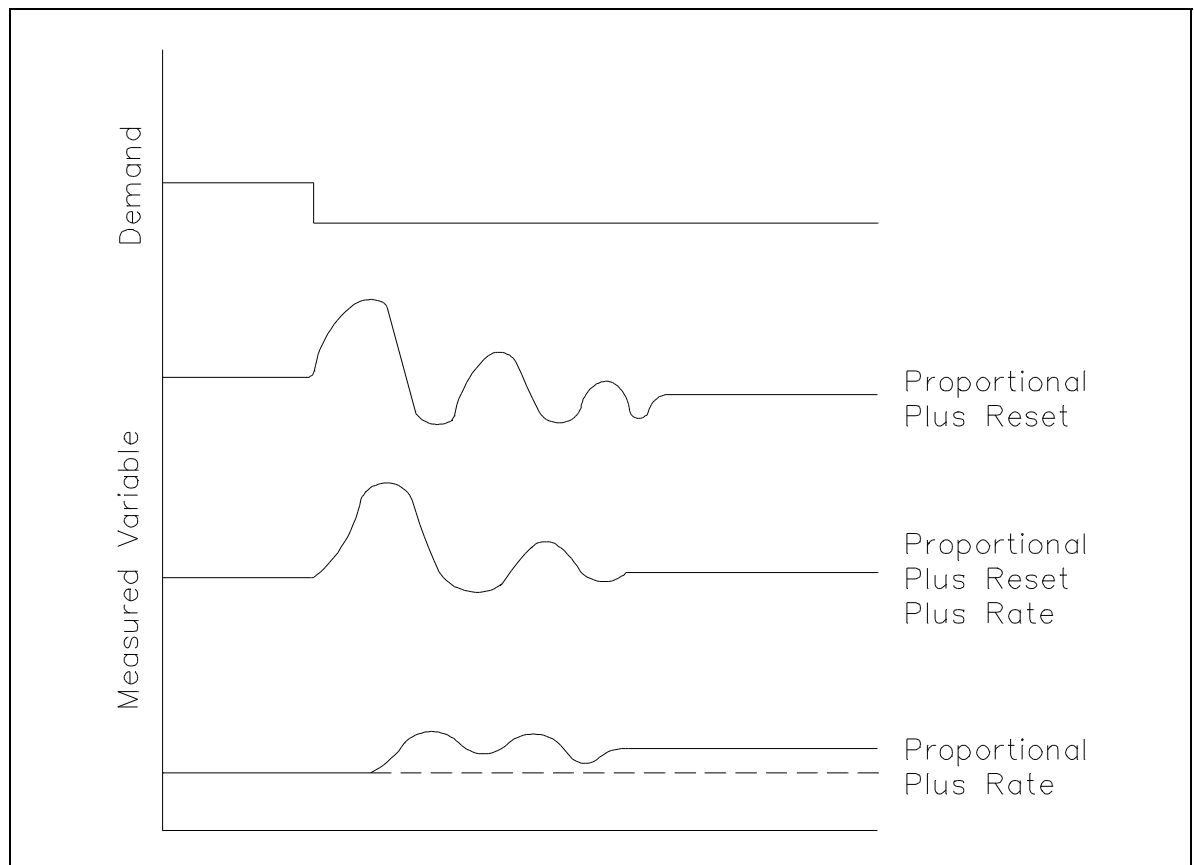 Demand
Measured Variable
Proportional
Plus Reset
Proportional
Plus Reset
Plus Rate
Proportional
Plus Rate